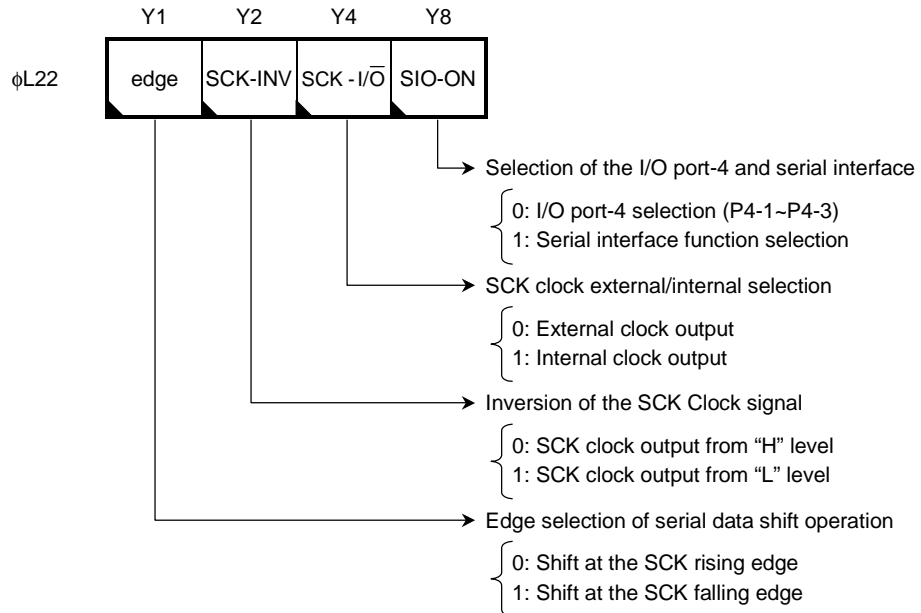 Y1 Y2 Y4 Y8
ϕL22 edge SCK-INV SCK - I/O̅ SIO-ON
Selection of the I/O port-4 and serial interface
0: I/O port-4 selection (P4-1~P4-3)
1: Serial interface function selection
SCK clock external/internal selection
0: External clock output
1: Internal clock output
Inversion of the SCK Clock signal
0: SCK clock output from “H” level
1: SCK clock output from “L” level
Edge selection of serial data shift operation
0: Shift at the SCK rising edge
1: Shift at the SCK falling edge